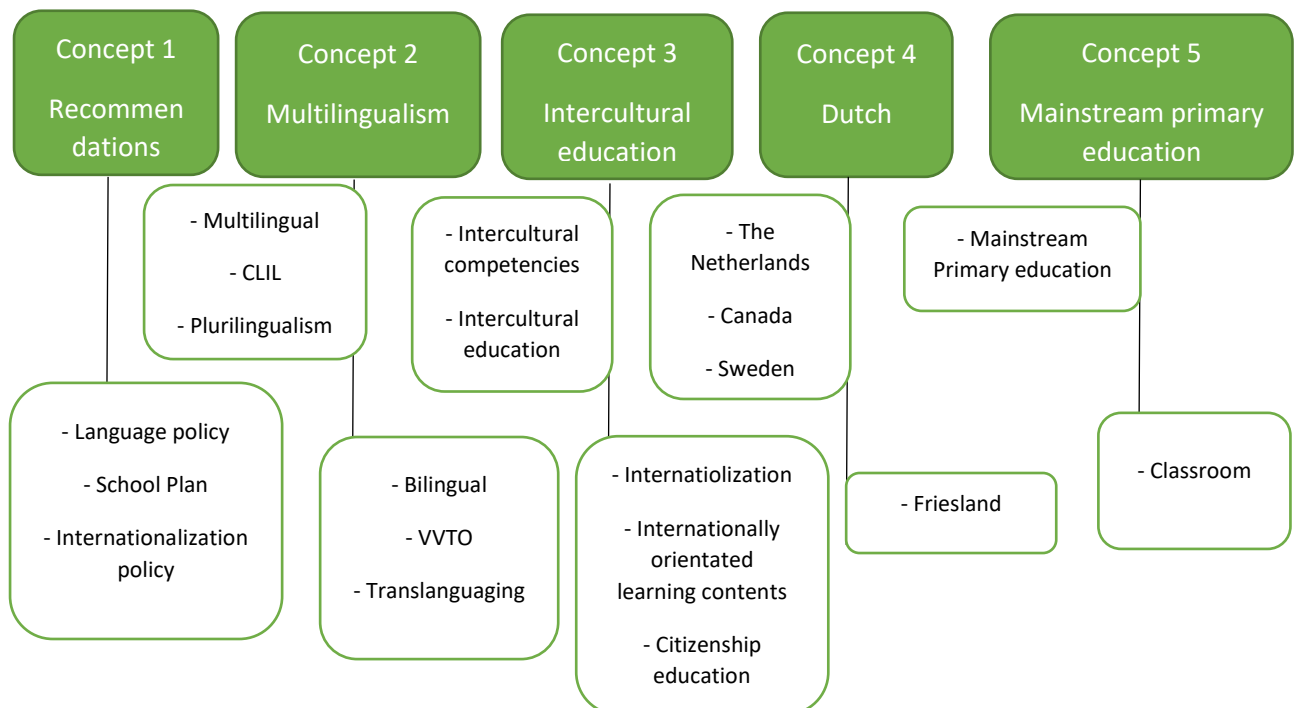 Concept 1
Recommen
dations
Concept 2
Multilingualism
Concept 3
Intercultural
education
Concept 4
Dutch
Concept 5
Mainstream primary
education
- Multilingual
- CLIL
- Plurilingualism
- Intercultural
competencies
- Intercultural
education
- The
Netherlands
- Canada
- Sweden
- Mainstream
Primary education
- Language policy
- School Plan
- Internationalization
policy
- Bilingual
- VVTO
- Translanguaging
- Internatiolization
- Internationally
orientated
learning contents
- Citizenship
education
- Friesland
- Classroom